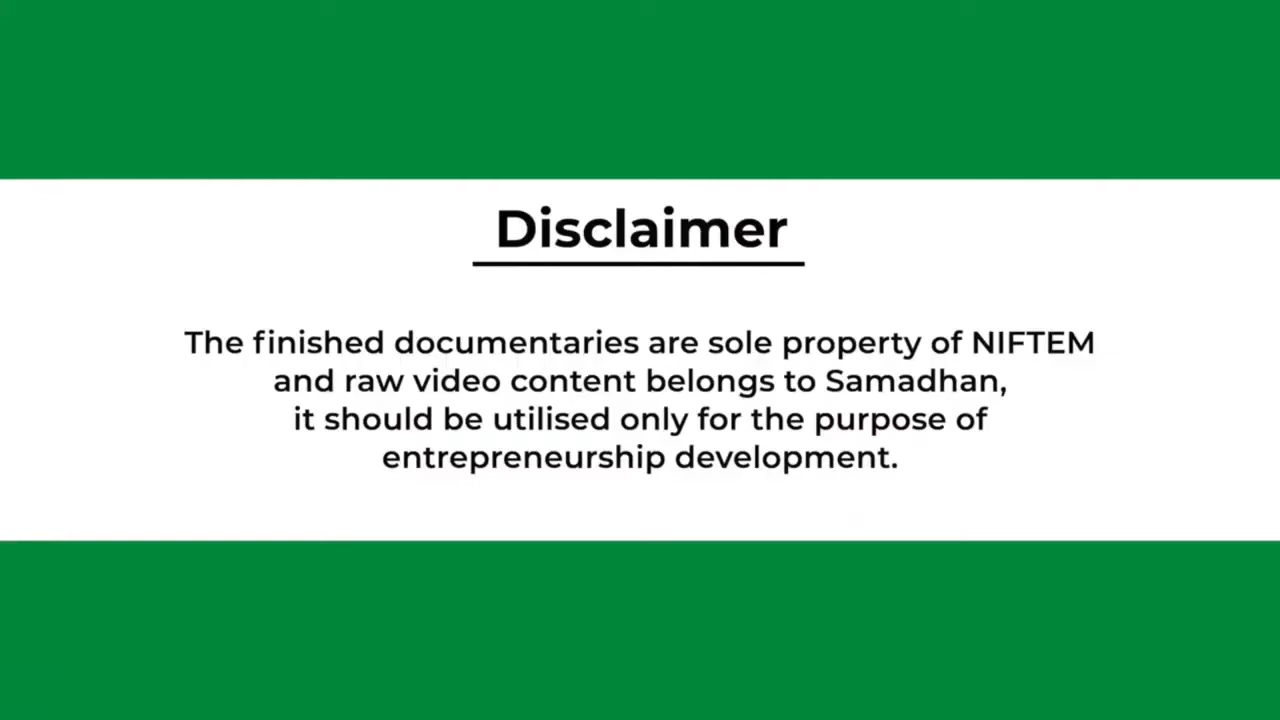 Disclaimer
The finished documentaries are sole property of NIFTEM
and raw video content belongs to Samadhan,
it should be utilised only for the purpose of
entrepreneurship development.